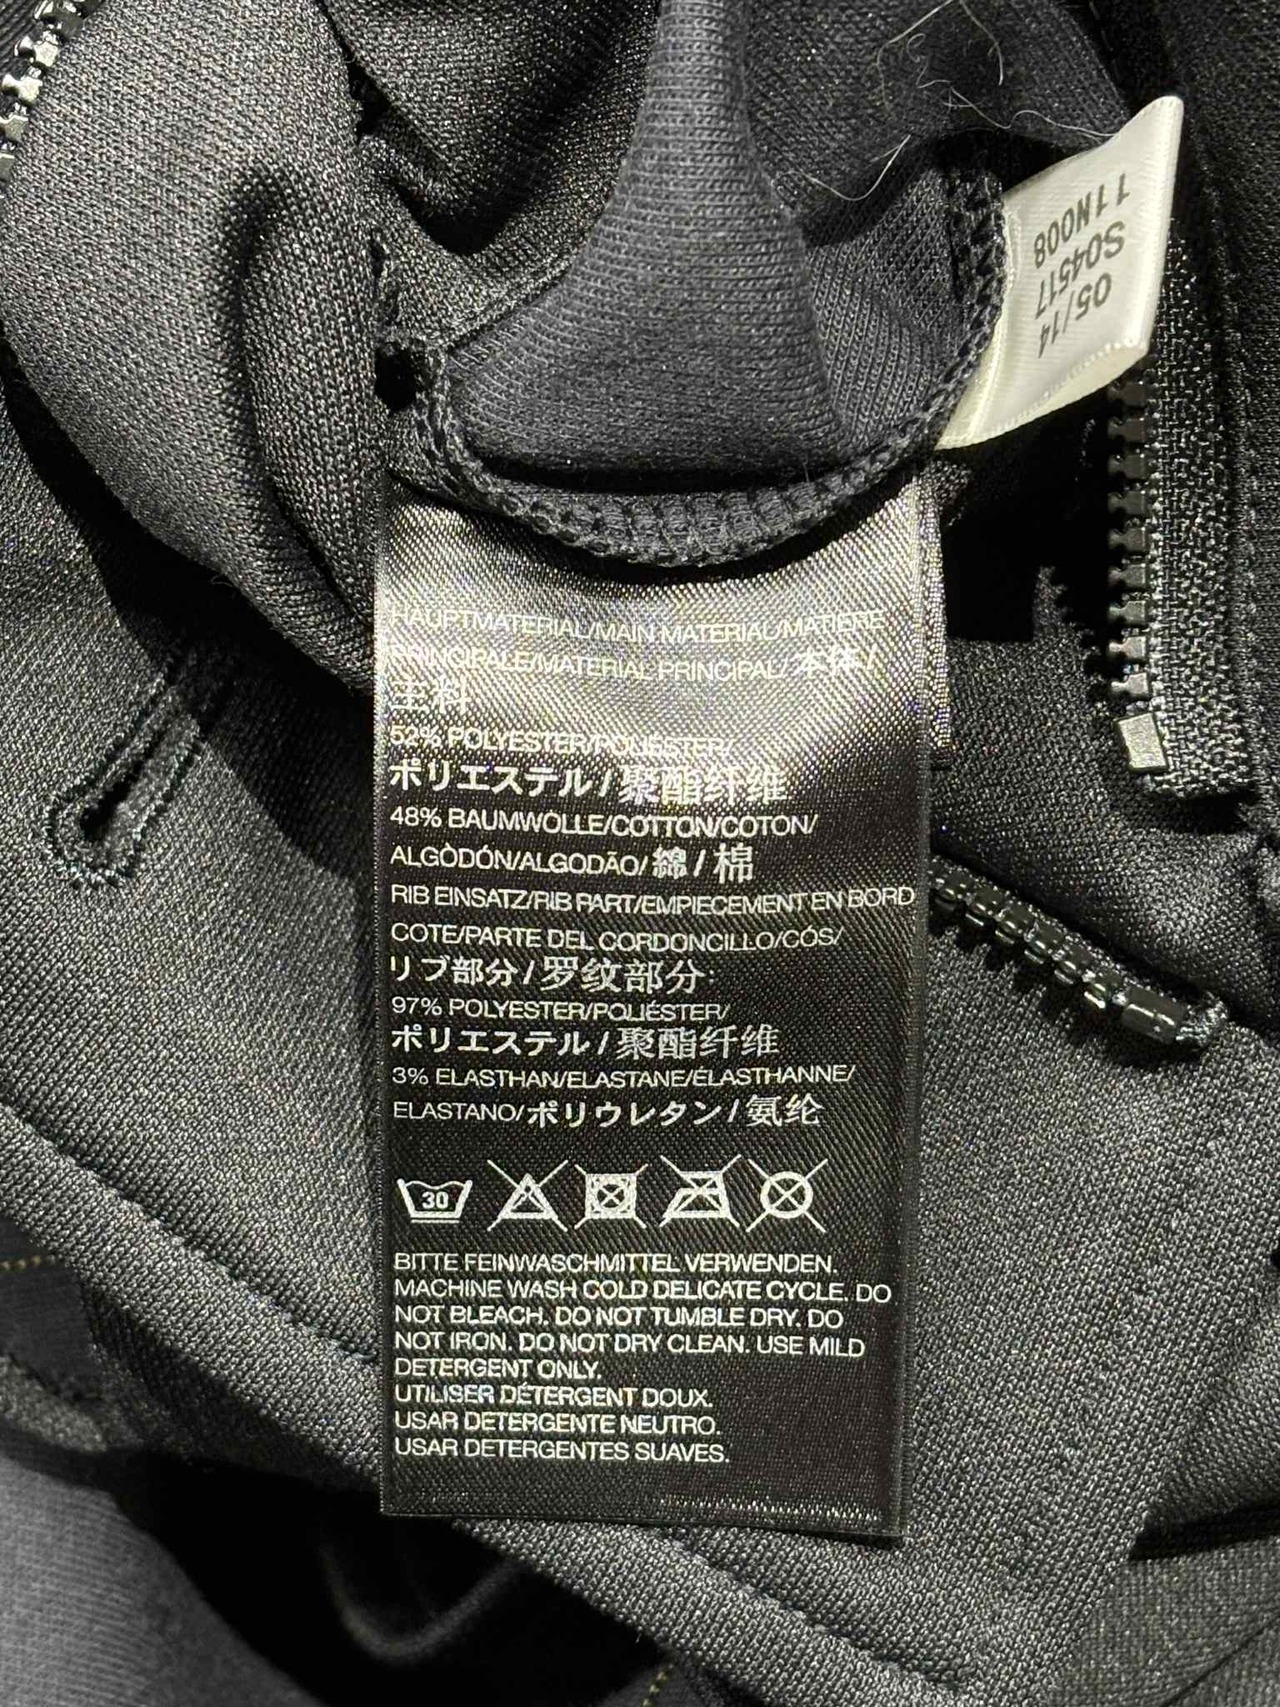 11N008
S04517
05/14
HAUPTMATERIAL/MAIN MATERIAL/MATIÈRE
PRINCIPALE/MATERIAL PRINCIPAL/本体/
主料
52% POLYESTER/POLIÉSTER/
ポリエステル/聚酯纤维
48% BAUMWOLLE/COTTON/COTON/
ALGÒDÓN/ALGODÃO/綿/棉
RIB EINSATZ/RIB PART/EMPIECEMENT EN BORD
COTE/PARTE DEL CORDONCILLO/CÓS/
リブ部分/罗纹部分:
97% POLYESTER/POLIÉSTER/
ポリエステル/聚酯纤维
3% ELASTHAN/ELASTANE/ÉLASTHANNE/
ELASTANO/ポリウレタン/氨纶
30
BITTE FEINWASCHMITTEL VERWENDEN.
MACHINE WASH COLD DELICATE CYCLE. DO
NOT BLEACH. DO NOT TUMBLE DRY. DO
NOT IRON. DO NOT DRY CLEAN. USE MILD
DETERGENT ONLY.
UTILISER DÉTERGENT DOUX.
USAR DETERGENTE NEUTRO.
USAR DETERGENTES SUAVES.